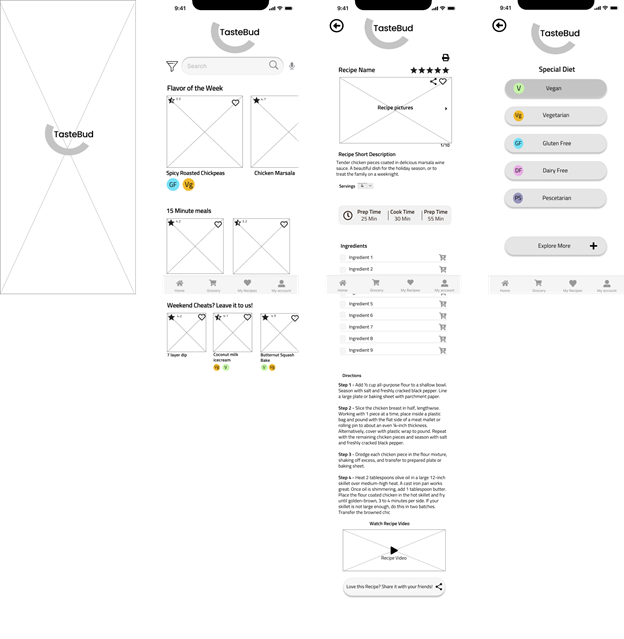 TasteBud
9:41
TasteBud
Search
Flavor of the Week
Spicy Roasted Chickpeas
Chicken Marsala
GF
Vg
15 Minute meals
Home
Grocery
My Recipes
My account
Weekend Cheats? Leave it to us!
7 layer dip
Coconut milk
icecream
Butternut Squash
Bake
Vg
V
V
Vg
9:41
TasteBud
Recipe Name
Recipe pictures
1/10
Recipe Short Description
Tender chicken pieces coated in delicious marsala wine
sauce. A beautiful dish for the holiday season, or to
treat the family on a weeknight.
Servings
Prep Time
25 Min
Cook Time
30 Min
Prep Time
55 Min
Ingredients
Ingredient 1
Ingredient 2
Home
Grocery
My Recipes
My account
Ingredient 5
Ingredient 6
Ingredient 7
Ingredient 8
Ingredient 9
Directions
Step 1 - Add ½ cup all-purpose flour to a shallow bowl.
Season with salt and freshly cracked black pepper. Line
a large plate or baking sheet with parchment paper.
Step 2 - Slice the chicken breast in half, lengthwise.
Working with 1 piece at a time, place inside a plastic
bag and pound with the flat side of a meat mallet or
rolling pin to about an even ¼-inch thickness.
Alternatively, cover with plastic wrap to pound. Repeat
with the remaining chicken pieces and season with salt
and freshly cracked black pepper.
Step 3 - Dredge each chicken piece in the flour mixture,
shaking off excess, and transfer to prepared plate or
baking sheet.
Step 4 - Heat 2 tablespoons olive oil in a large 12-inch
skillet over medium-high heat. A cast iron pan works
great. Once oil is shimmering, add 1 tablespoon butter.
Place the flour coated chicken in the hot skillet and fry
until golden-brown, 3 to 4 minutes per side. If your
skillet is not large enough, do this in two batches.
Transfer the browned chic
Watch Recipe Video
Recipe Video
Love this Recipe? Share it with your friends!
9:41
TasteBud
Special Diet
V
Vegan
Vg
Vegetarian
GF
Gluten Free
DF
Dairy Free
PS
Pescetarian
Explore More
Home
Grocery
My Recipes
My account